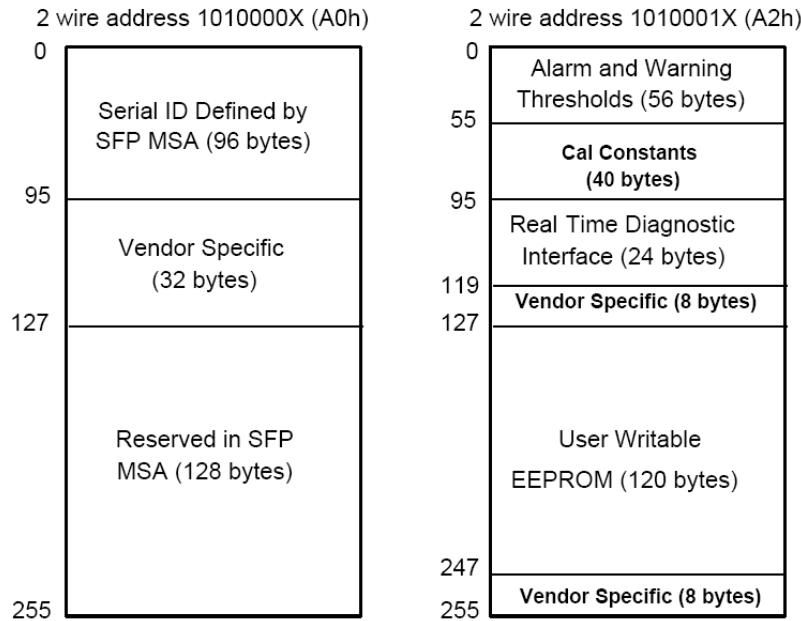 2 wire address 1010000X (A0h)
0
Serial ID Defined by
SFP MSA (96 bytes)
95
Vendor Specific
(32 bytes)
127
Reserved in SFP
MSA (128 bytes)
255
2 wire address 1010001X (A2h)
0
Alarm and Warning
Thresholds (56 bytes)
55
Cal Constants
(40 bytes)
95
Real Time Diagnostic
Interface (24 bytes)
119
Vendor Specific (8 bytes)
127
User Writable
EEPROM (120 bytes)
247
Vendor Specific (8 bytes)
255